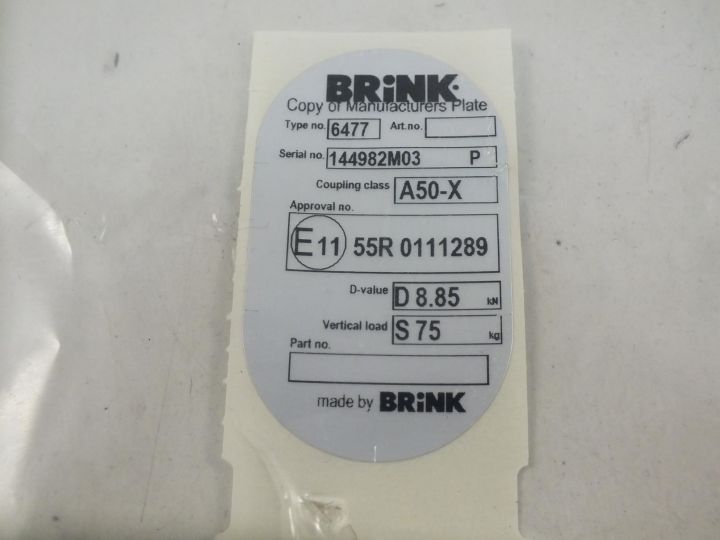 BRiNK
Copy of Manufacturers Plate
Type no. 6477 Art.no.
Serial no. 144982M03 P
Coupling class A50-X
Approval no.
E11 55R 0111289
D-value D 8.85 kN
Vertical load S 75 kg
Part no.
made by BRiNK